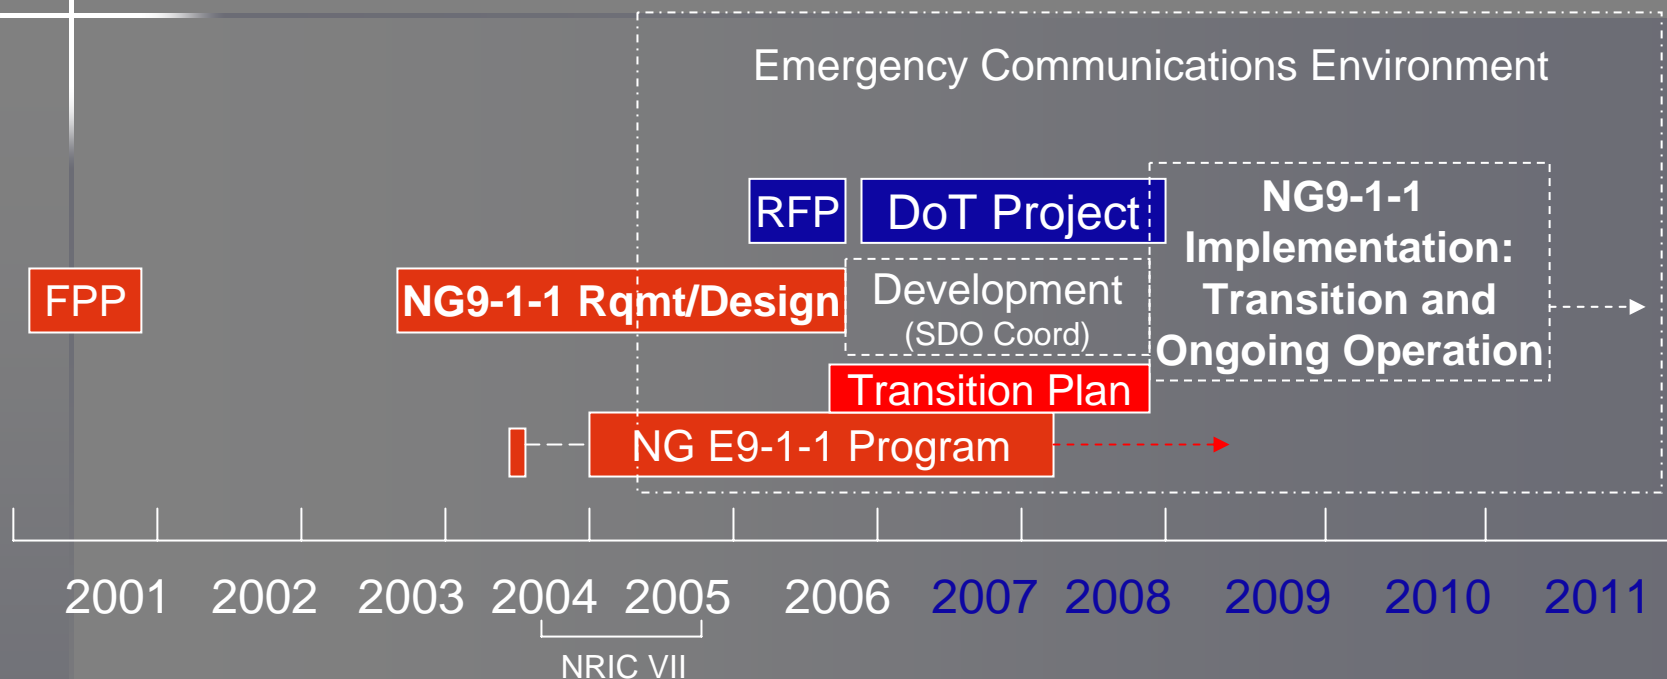 Emergency Communications Environment
RFP
DoT Project
NG9-1-1
Implementation:
Transition and
Ongoing Operation
FPP
NG9-1-1 Rqmt/Design
Development
(SDO Coord)
Transition Plan
NG E9-1-1 Program
2001 2002 2003 2004 2005 2006 2007 2008 2009 2010 2011
NRIC VII